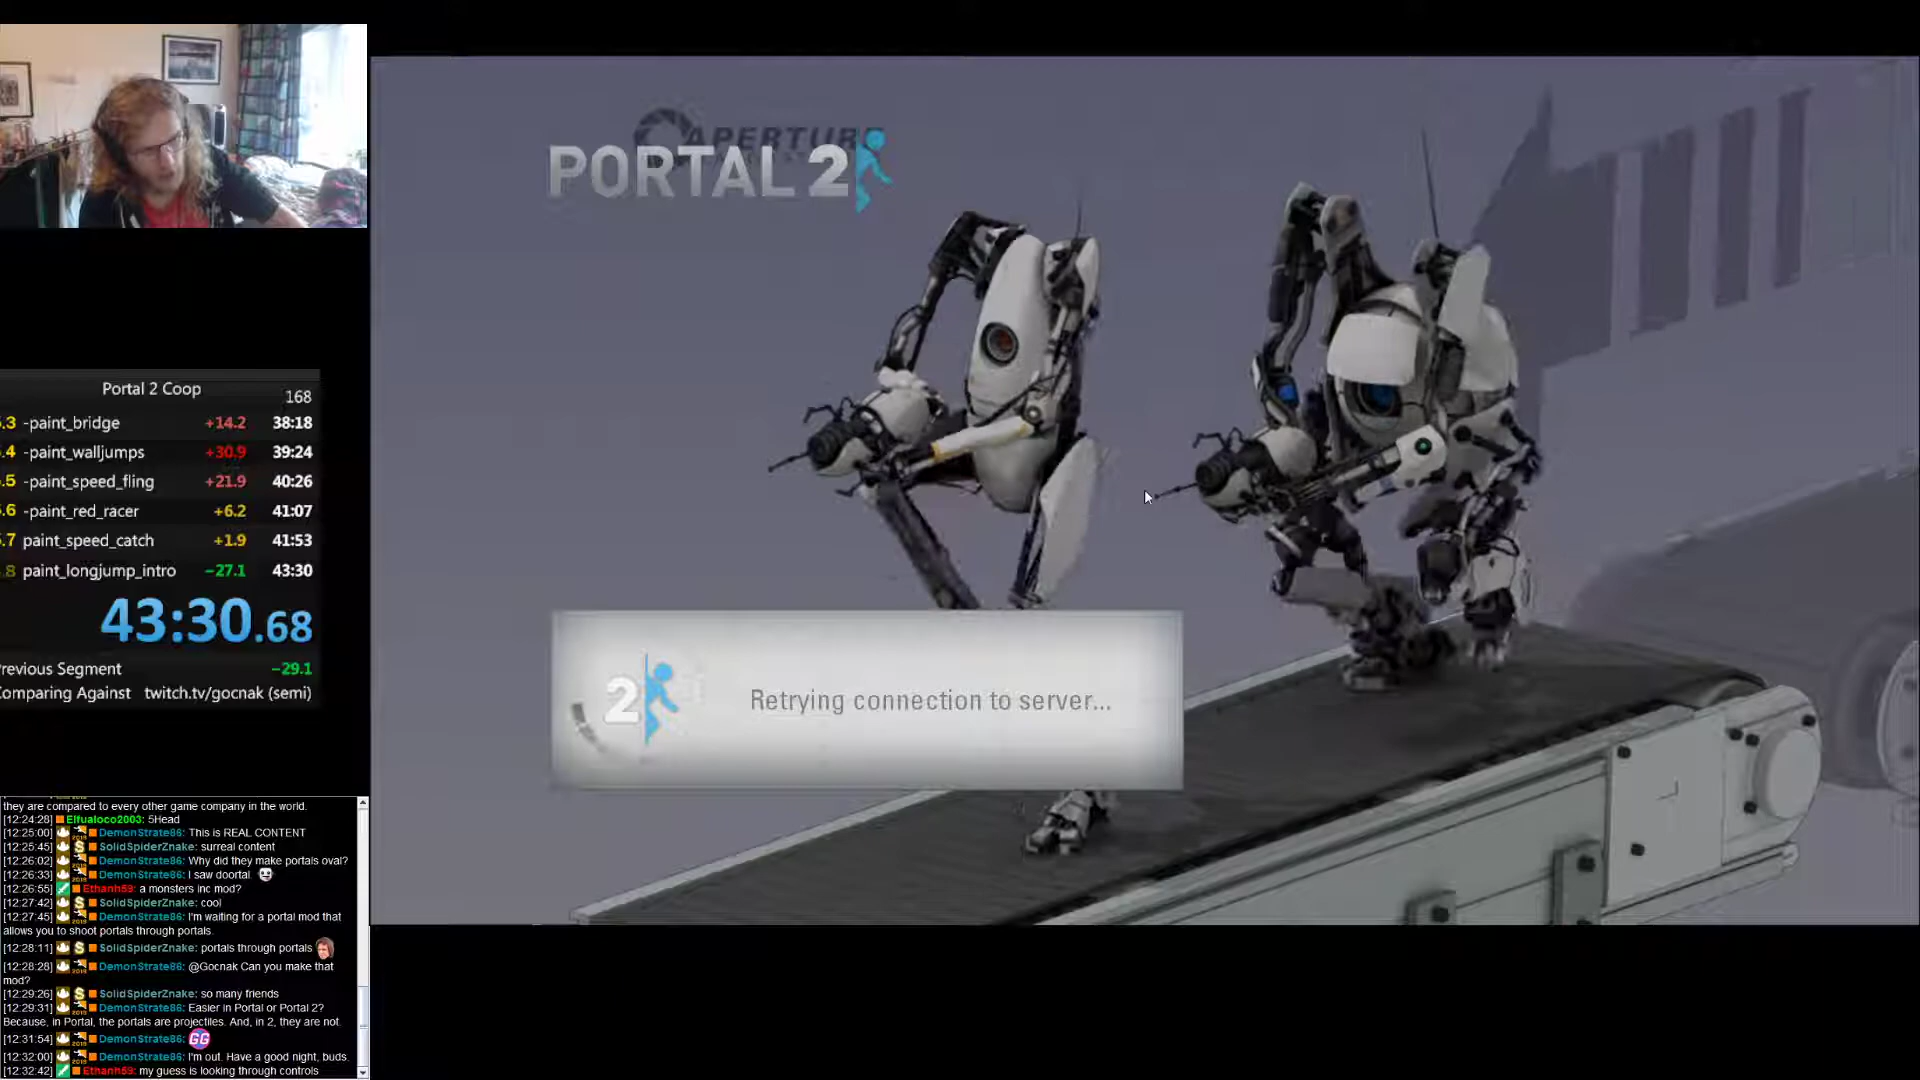 APERTURE
PORTAL 2
Portal 2 Coop
168
-paint_bridge +14.2 38:18
-paint_walljumps +30.9 39:24
-paint_speed_fling +21.9 40:26
-paint_red_racer +6.2 41:07
paint_speed_catch +1.9 41:53
paint_longjump_intro -27.1 43:30
43:30.68
revious Segment -29.1
omparing Against twitch.tv/gocnak (semi)
2 Retrying connection to server...
they are compared to every other game company in the world.
[12:24:28] Elfualoco2003: 5Head
[12:25:00] DemonStrate86: This is REAL CONTENT
[12:25:45] SolidSpiderZnake: surreal content
[12:26:02] DemonStrate86: Why did they make portals oval?
[12:26:33] DemonStrate86: I saw doortal
[12:26:55] Ethanh59: a monsters inc mod?
[12:27:42] SolidSpiderZnake: cool
[12:27:45] DemonStrate86: I'm waiting for a portal mod that
allows you to shoot portals through portals.
[12:28:11] SolidSpiderZnake: portals through portals
[12:28:28] DemonStrate86: @Gocnak Can you make that
mod?
[12:29:26] SolidSpiderZnake: so many friends
[12:29:31] DemonStrate86: Easier in Portal or Portal 2?
Because, in Portal, the portals are projectiles. And, in 2, they are not.
[12:31:54] DemonStrate86: GG
[12:32:00] DemonStrate86: I'm out. Have a good night, buds.
[12:32:42] Ethanh59: my guess is looking through controls